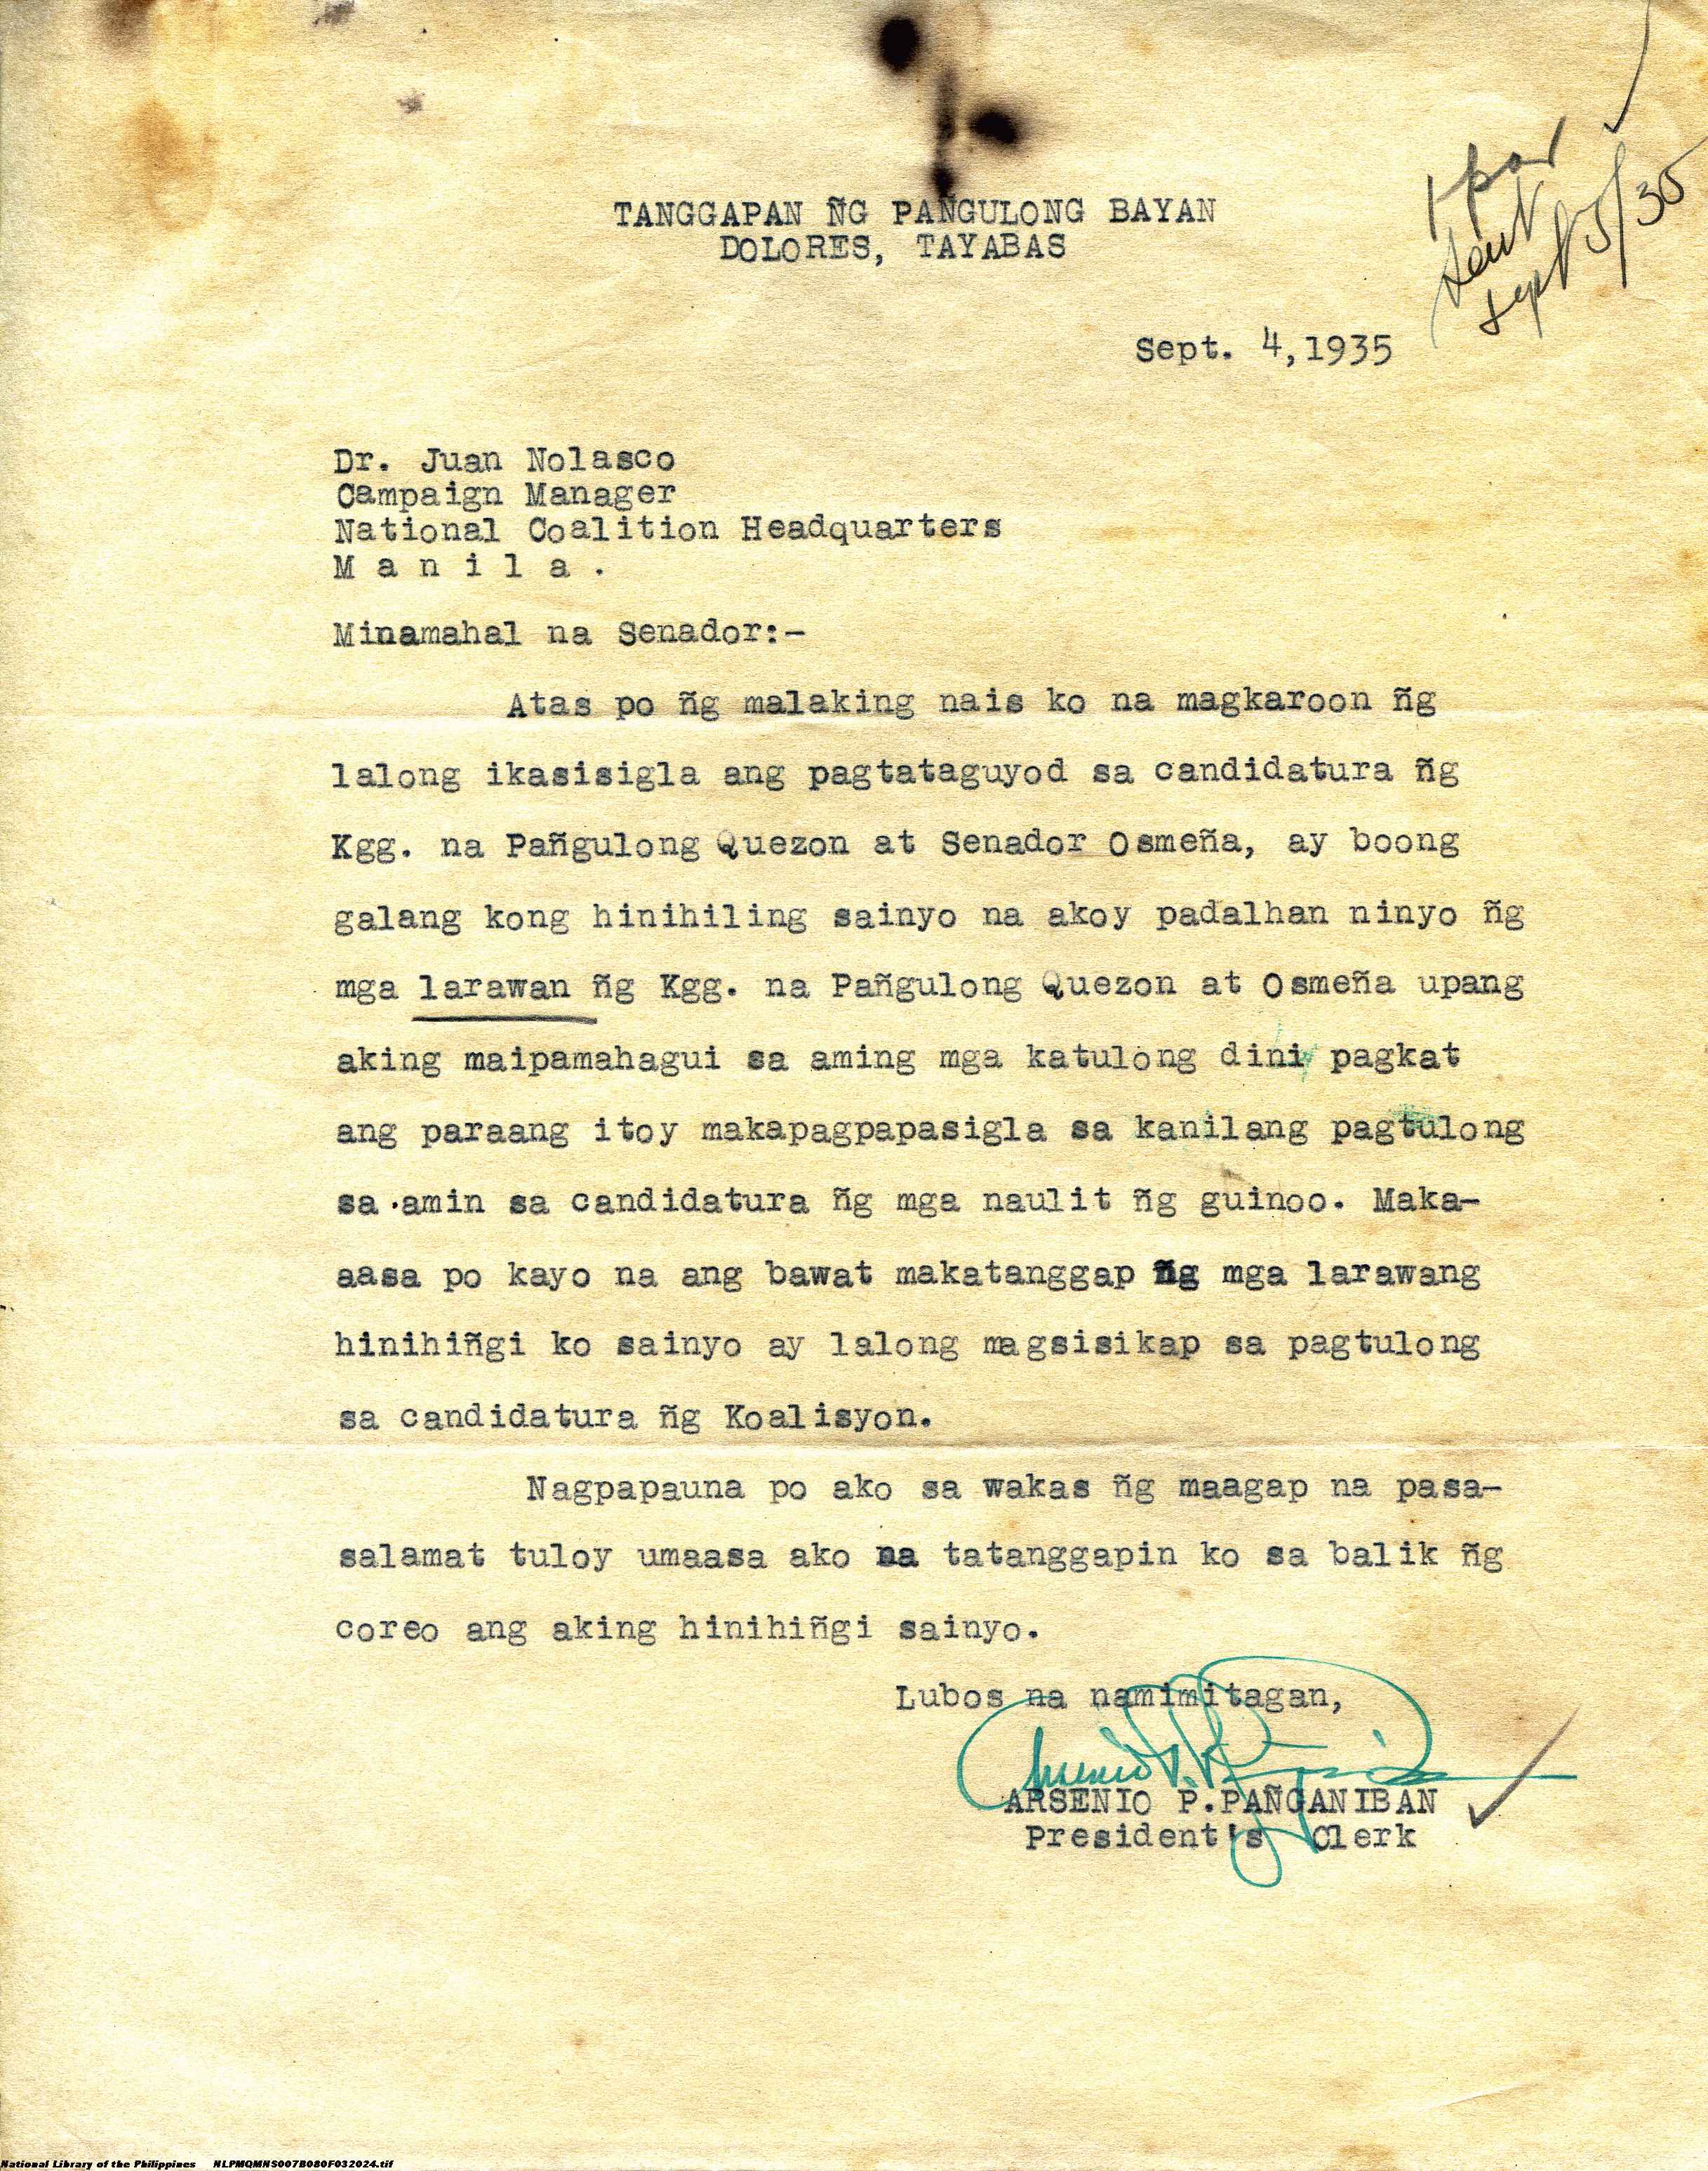 TANGGAPAN ÑG PAÑGULONG BAYAN
DOLORES, TAYABAS
Sent
Sept 5/35
Sept. 4,1935
Dr. Juan Nolasco
Campaign Manager
National Coalition Headquarters
M a n i l a .
Minamahal na Senador:-
Atas po ñg malaking nais ko na magkaroon ñg
lalong ikasisigla ang pagtataguyod sa candidatura ñg
Kgg. na Pañgulong Quezon at Senador Osmeña, ay boong
galang kong hinihiling sainyo na akoy padalhan ninyo ñg
mga larawan ñg Kgg. na Pañgulong Quezon at Osmeña upang
aking maipamahagui sa aming mga katulong dini pagkat
ang paraang itoy makapagpapasigla sa kanilang pagtulong
sa amin sa candidatura ñg mga naulit ñg guinoo. Maka-
aasa po kayo na ang bawat makatanggap ñg mga larawang
hinihiñgi ko sainyo ay lalong magsisikap sa pagtulong
sa candidatura ñg Koalisyon.
Nagpapauna po ako sa wakas ñg maagap na pasa-
salamat tuloy umaasa ako na tatanggapin ko sa balik ñg
coreo ang aking hinihiñgi sainyo.
Lubos na namimitagan,
ARSENIO P.PAÑGANIBAN
President's Clerk
National Library of the Philippines NLPMQMNS007B080F032024.tif